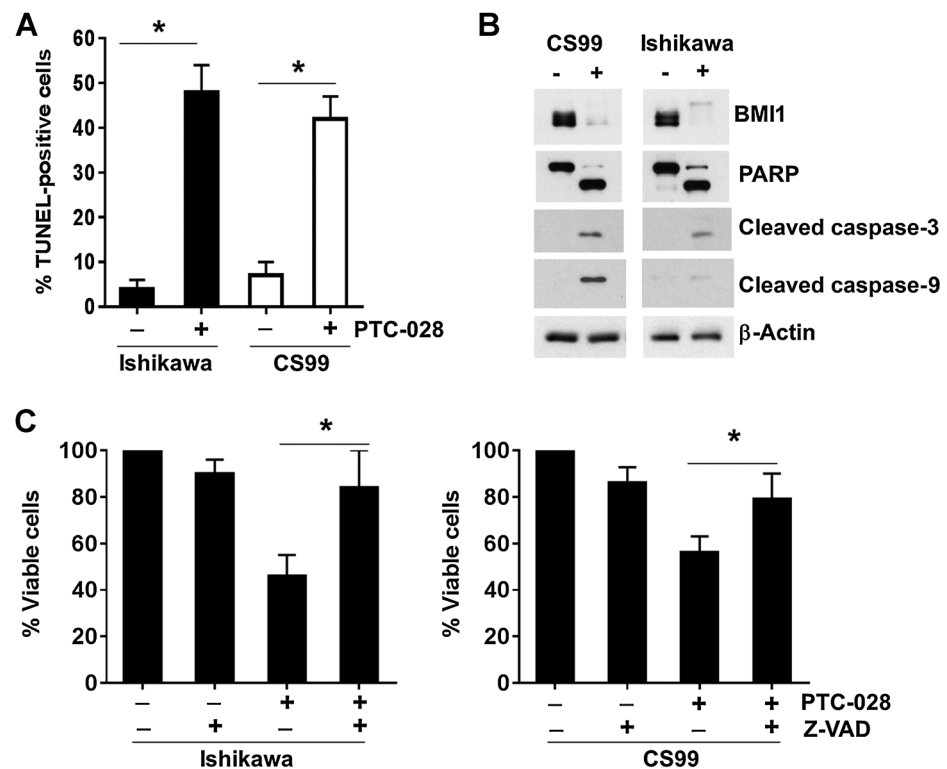 A
B
*
*
60
50
40
30
20
10
0
% TUNEL-positive cells
– + – + PTC-028
Ishikawa CS99
CS99 Ishikawa
- + - +
BMI1
PARP
Cleaved caspase-3
Cleaved caspase-9
β-Actin
C
*
100
80
60
40
20
0
% Viable cells
– – + +
– + – +
Ishikawa
*
100
80
60
40
20
0
% Viable cells
– – + + PTC-028
– + – + Z-VAD
CS99